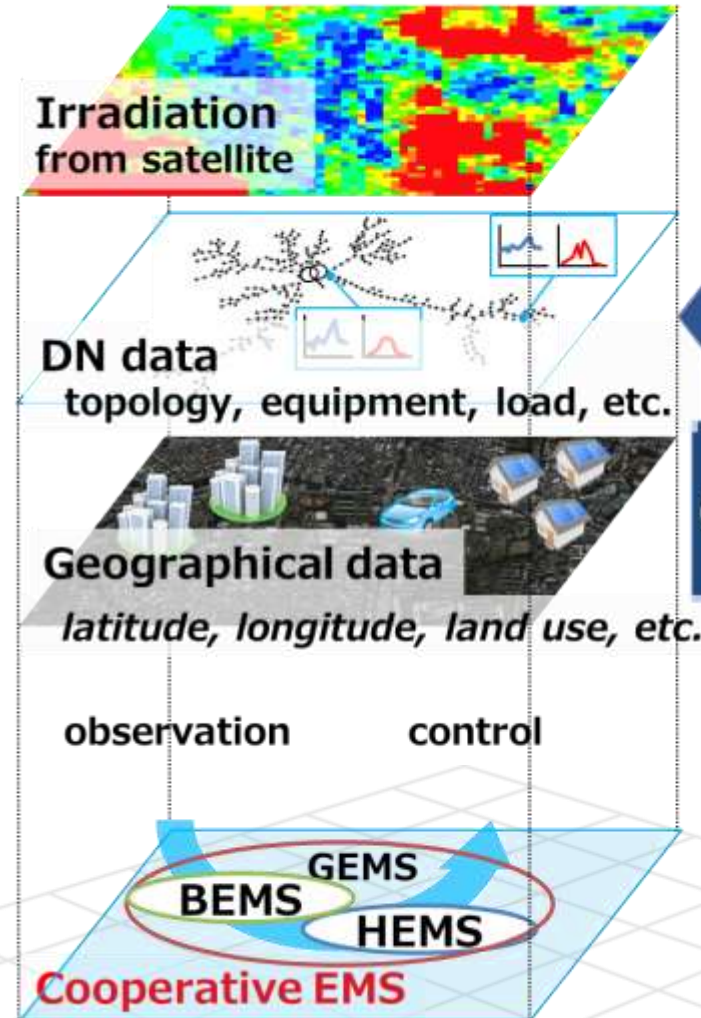 Irradiation
from satellite
DN data
topology, equipment, load, etc.
Geographical data
latitude, longitude, land use, etc.
observation control
GEMS
BEMS
HEMS
Cooperative EMS